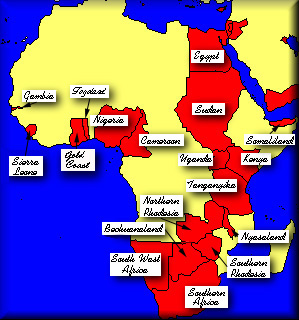 Egypt
Gambia
Togoland
Sudan
Nigeria
Cameroon
Somaliland
Sierra
Leone
Gold
Coast
Uganda
Kenya
Tanganyika
Northern
Rhodesia
Bechuanaland
Nyasaland
South West
Africa
Southern
Rhodesia
Southern
Africa